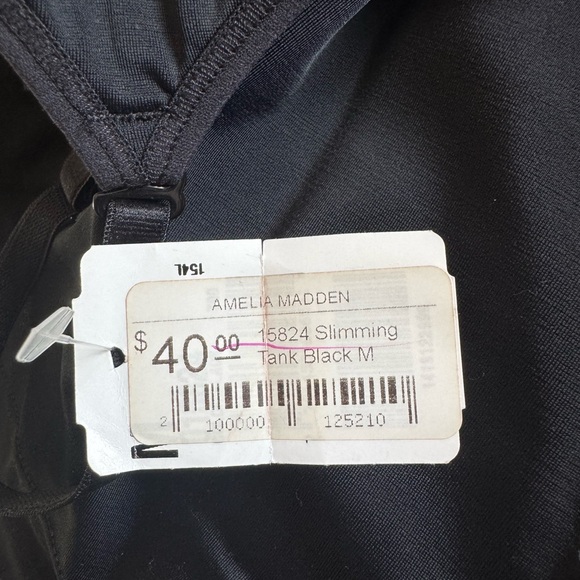 154L
AMELIA MADDEN
$40.00 15824 Slimming
Tank Black M
2 100000 125210
M